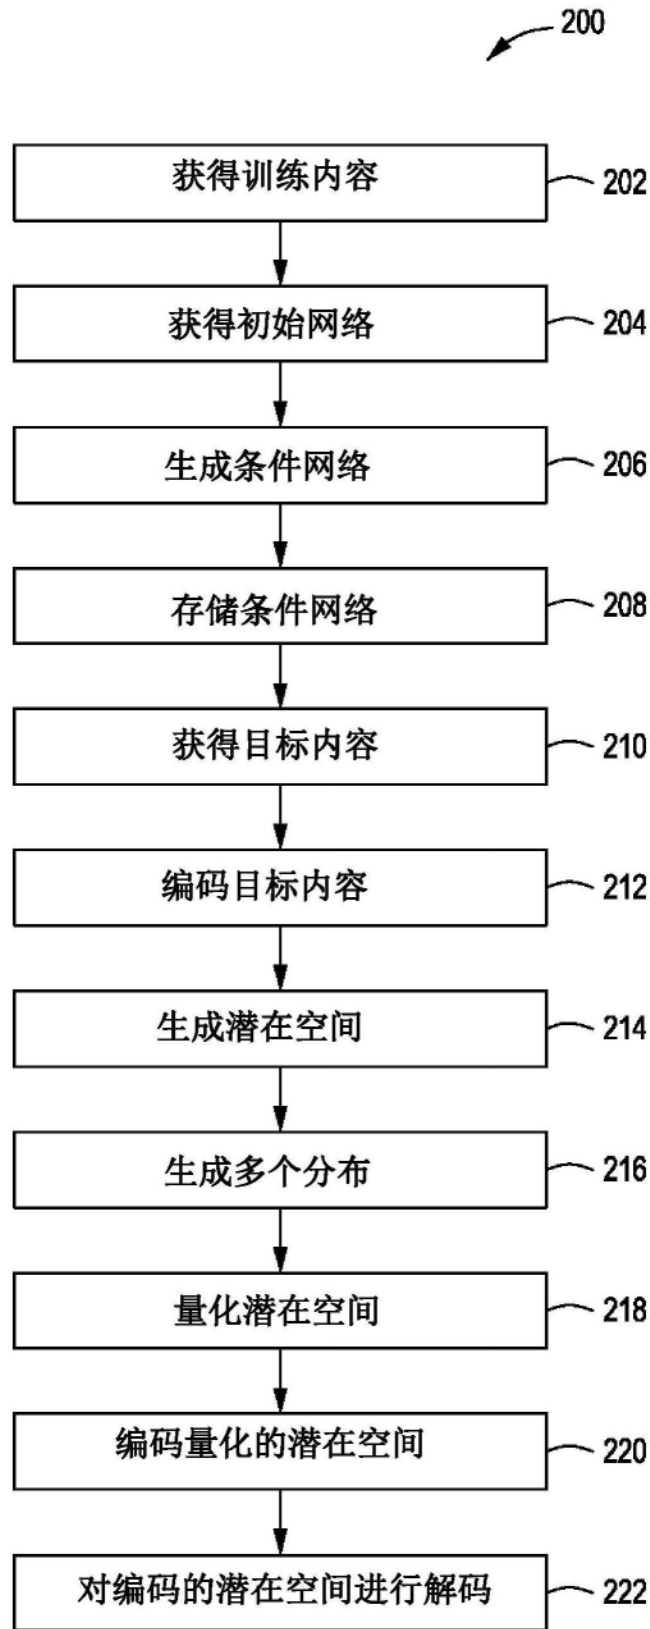 200
获得训练内容 202
获得初始网络 204
生成条件网络 206
存储条件网络 208
获得目标内容 210
编码目标内容 212
生成潜在空间 214
生成多个分布 216
量化潜在空间 218
编码量化的潜在空间 220
对编码的潜在空间进行解码 222